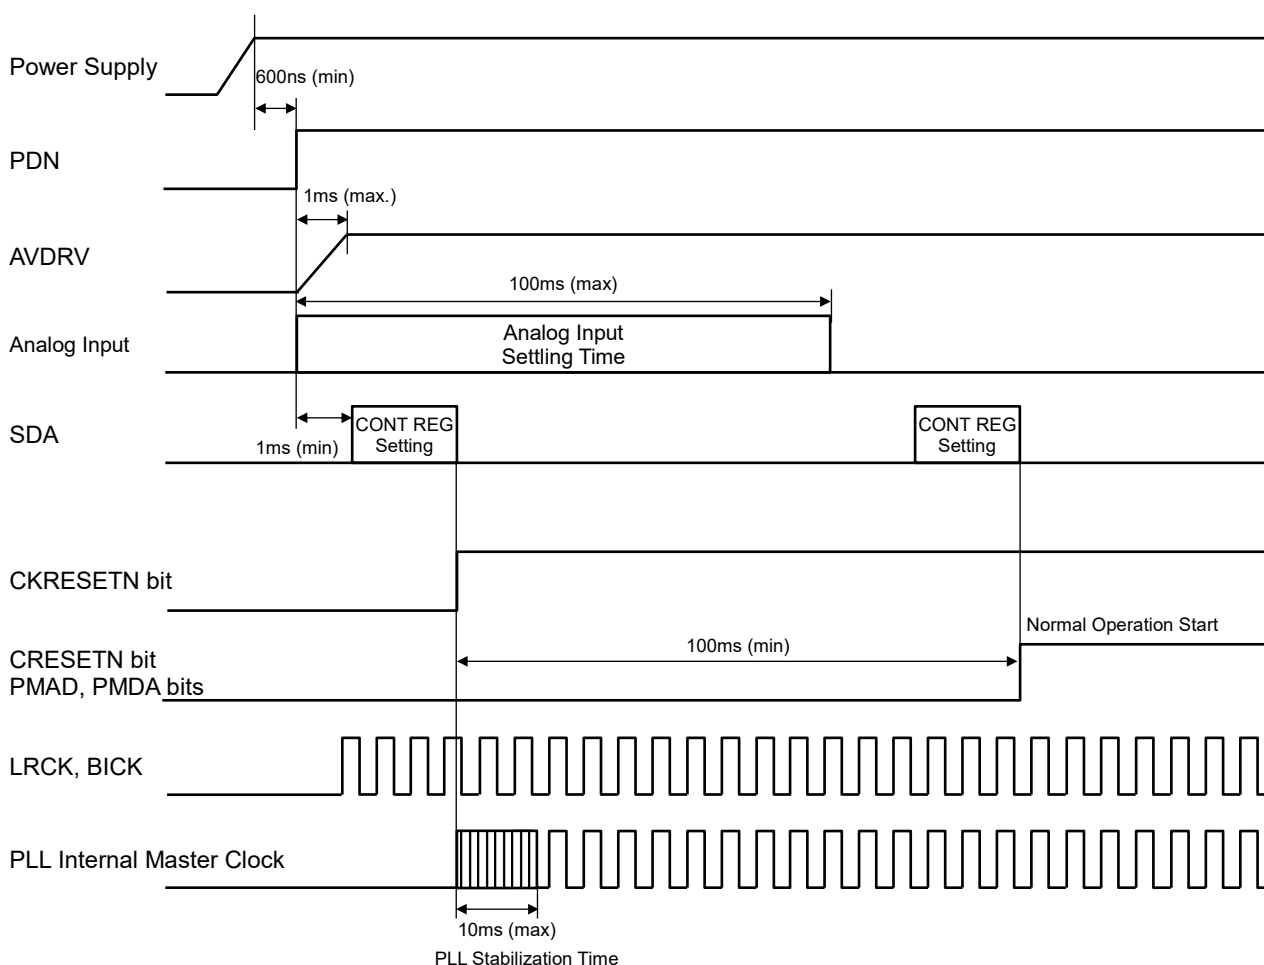 Power Supply
600ns (min)
PDN
1ms (max.)
AVDRV
100ms (max)
Analog Input
Analog Input
Settling Time
SDA
1ms (min)
CONT REG
Setting
CONT REG
Setting
CKRESETN bit
Normal Operation Start
100ms (min)
CRESETN bit
PMAD, PMDA bits
LRCK, BICK
PLL Internal Master Clock
10ms (max)
PLL Stabilization Time